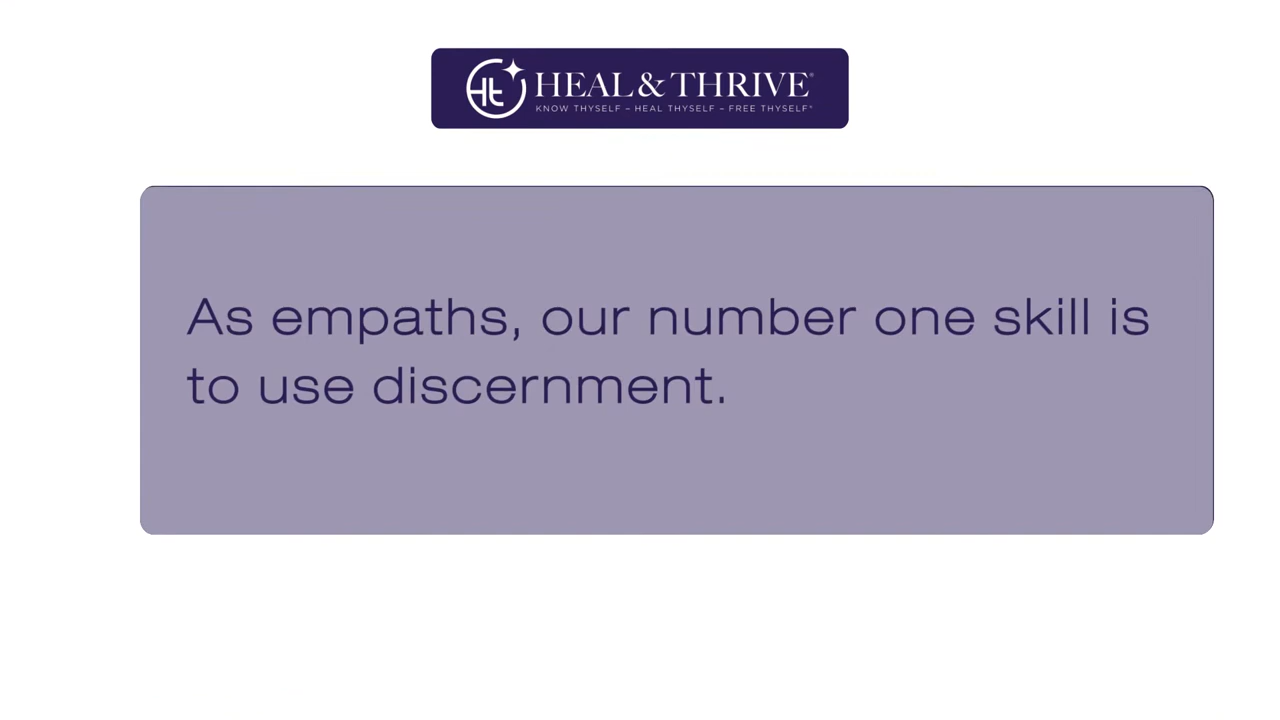 HEAL & THRIVE®
KNOW THYSELF – HEAL THYSELF – FREE THYSELF
As empaths, our number one skill is
to use discernment.